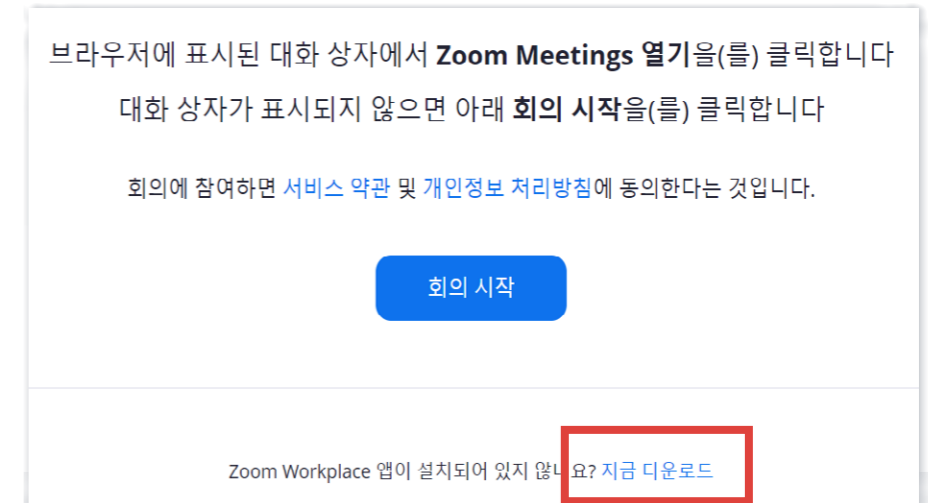 브라우저에 표시된 대화 상자에서 Zoom Meetings 열기을(를) 클릭합니다
대화 상자가 표시되지 않으면 아래 회의 시작을(를) 클릭합니다
회의에 참여하면 서비스 약관 및 개인정보 처리방침에 동의한다는 것입니다.
회의 시작
Zoom Workplace 앱이 설치되어 있지 않나요? 지금 다운로드